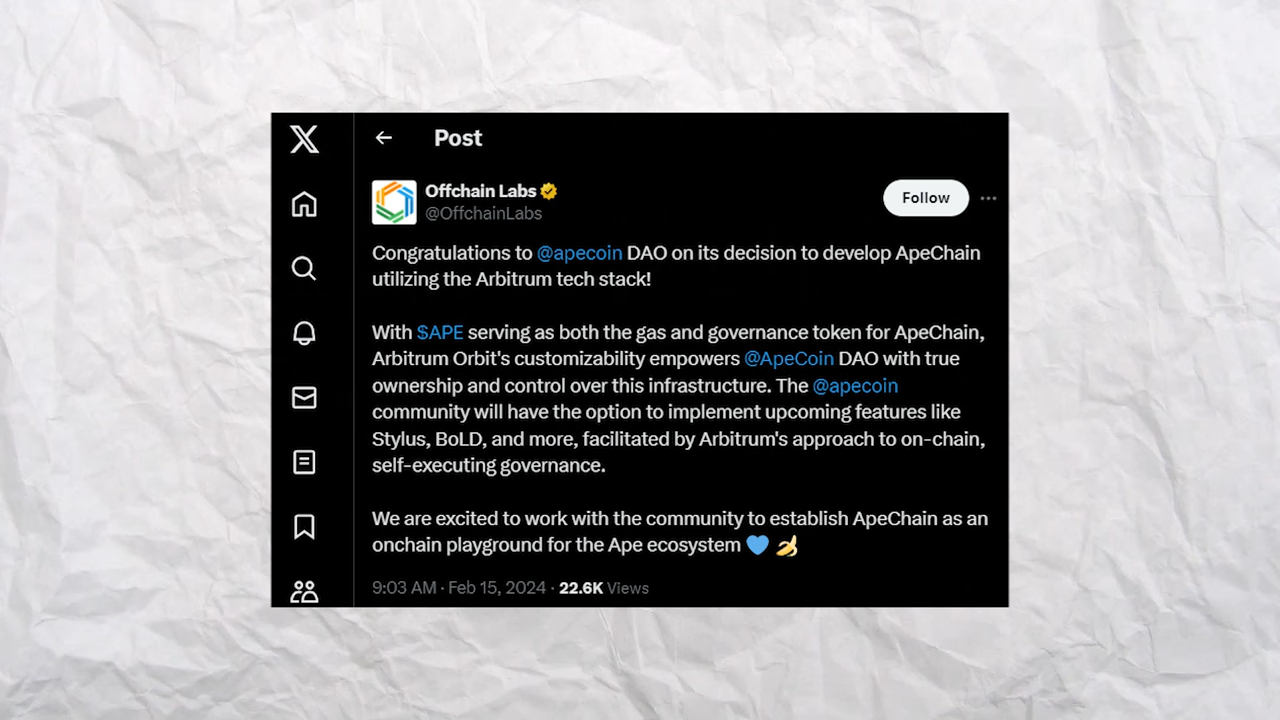 Post
Offchain Labs
@OffchainLabs
Follow
Congratulations to @apecoin DAO on its decision to develop ApeChain
utilizing the Arbitrum tech stack!
With $APE serving as both the gas and governance token for ApeChain,
Arbitrum Orbit's customizability empowers @ApeCoin DAO with true
ownership and control over this infrastructure. The @apecoin
community will have the option to implement upcoming features like
Stylus, BoLD, and more, facilitated by Arbitrum's approach to on-chain,
self-executing governance.
We are excited to work with the community to establish ApeChain as an
onchain playground for the Ape ecosystem 💙 🍌
9:03 AM · Feb 15, 2024 · 22.6K Views